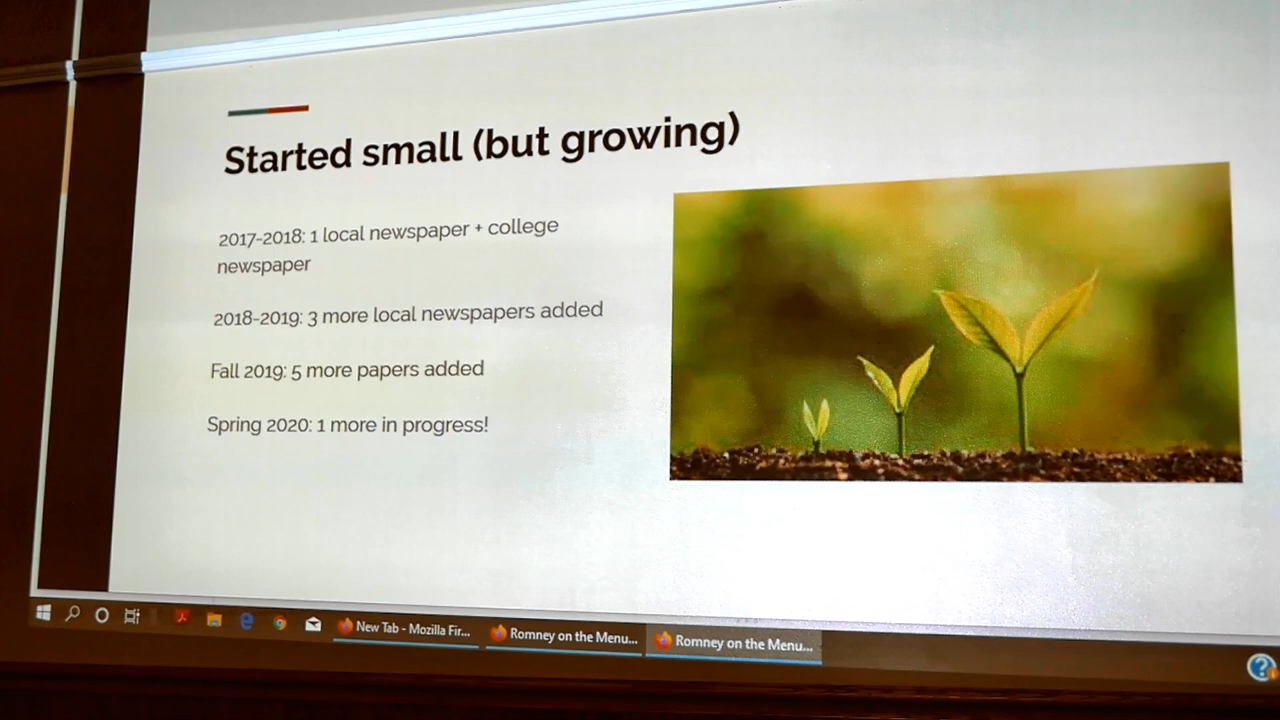 Started small (but growing)
2017-2018: 1 local newspaper + college
newspaper
2018-2019: 3 more local newspapers added
Fall 2019: 5 more papers added
Spring 2020: 1 more in progress!
New Tab - Mozilla Fir...
Romney on the Menu...
Romney on the Menu...